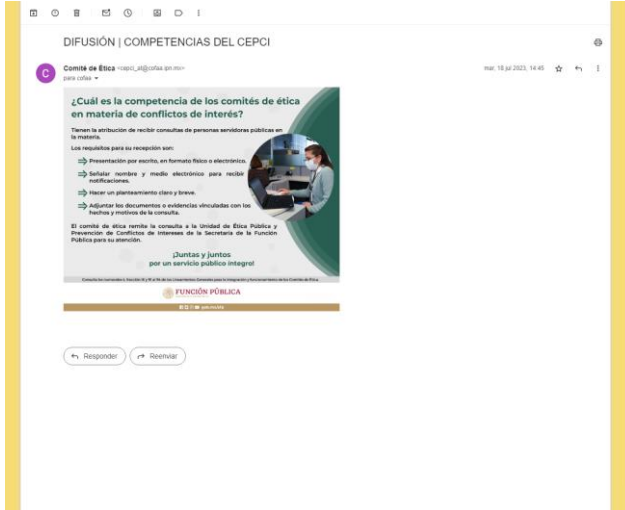 DIFUSIÓN | COMPETENCIAS DEL CEPCI
C
Comité de Ética <cepci_at@cofaa.ipn.mx>
mar, 18 jul 2023, 14:45
para cofaa
¿Cuál es la competencia de los comités de ética
en materia de conflictos de interés?
Tienen la atribución de recibir consultas de personas servidoras públicas en
la materia.
Los requisitos para su recepción son:
Presentación por escrito, en formato físico o electrónico.
Señalar nombre y medio electrónico para recibir
notificaciones.
Hacer un planteamiento claro y breve.
Adjuntar los documentos o evidencias vinculadas con los
hechos y motivos de la consulta.
El comité de ética remite la consulta a la Unidad de Ética Pública y
Prevención de Conflictos de Intereses de la Secretaría de la Función
Pública para su atención.
¡Juntas y juntos
por un servicio público íntegro!
FUNCIÓN PÚBLICA
Responder
Reenviar